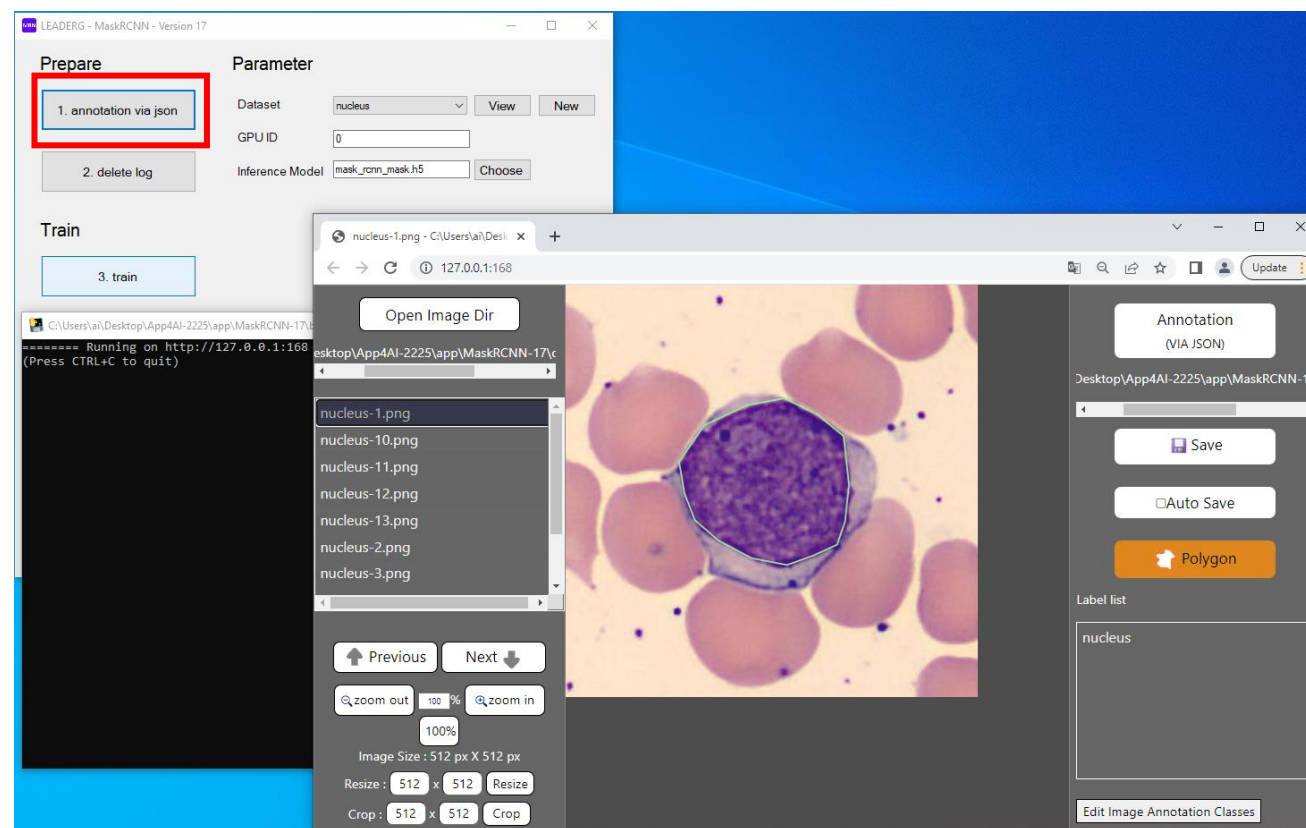 LEADERG - MaskRCNN - Version 17
Prepare
Parameter
1. annotation via json
Dataset
nucleus
View
New
GPU ID
0
2. delete log
Inference Model
mask_rcnn_mask.h5
Choose
Train
3. train
nucleus-1.png - C:\Users\ai\Desk
127.0.0.1:168
Update
C:\Users\ai\Desktop\App4AI-2225\app\MaskRCNN-17\b
======== Running on http://127.0.0.1:168
(Press CTRL+C to quit)
Open Image Dir
esktop\App4AI-2225\app\MaskRCNN-17\c
nucleus-1.png
nucleus-10.png
nucleus-11.png
nucleus-12.png
nucleus-13.png
nucleus-2.png
nucleus-3.png
Previous
Next
zoom out
100 %
zoom in
100%
Image Size : 512 px X 512 px
Resize : 512 x 512 Resize
Crop : 512 x 512 Crop
Annotation
(VIA JSON)
Desktop\App4AI-2225\app\MaskRCNN-1
Save
□Auto Save
Polygon
Label list
nucleus
Edit Image Annotation Classes